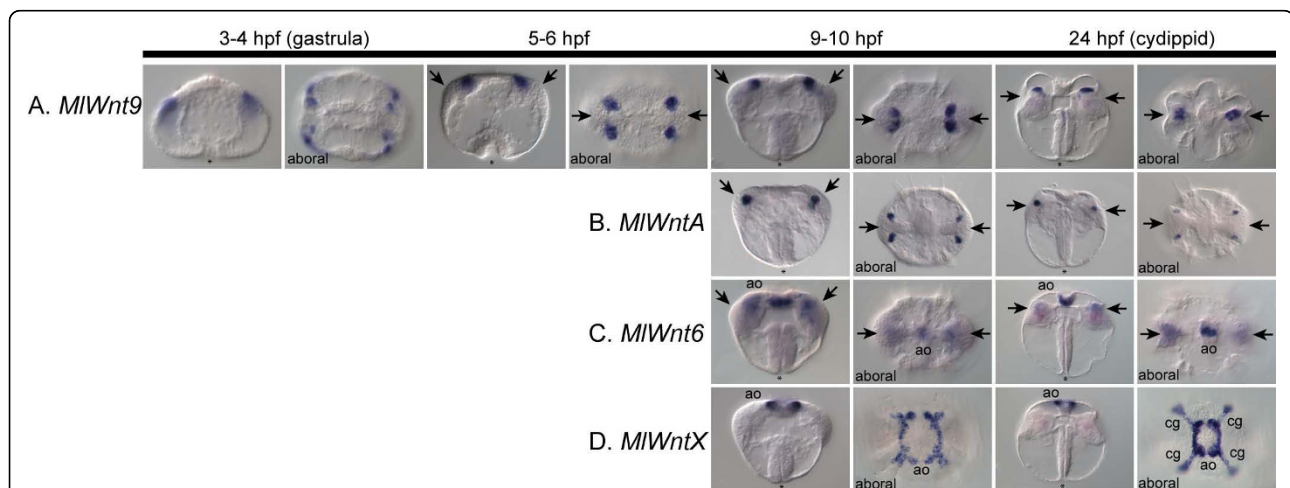 3-4 hpf (gastrula) 5-6 hpf 9-10 hpf 24 hpf (cydippid)
A. MlWnt9
* aboral * aboral * aboral * aboral
B. MlWntA
* aboral * aboral
ao ao
C. MlWnt6
ao ao
* aboral * aboral
ao ao
D. MlWntX
cg cg
cg cg
ao ao
* aboral * aboral